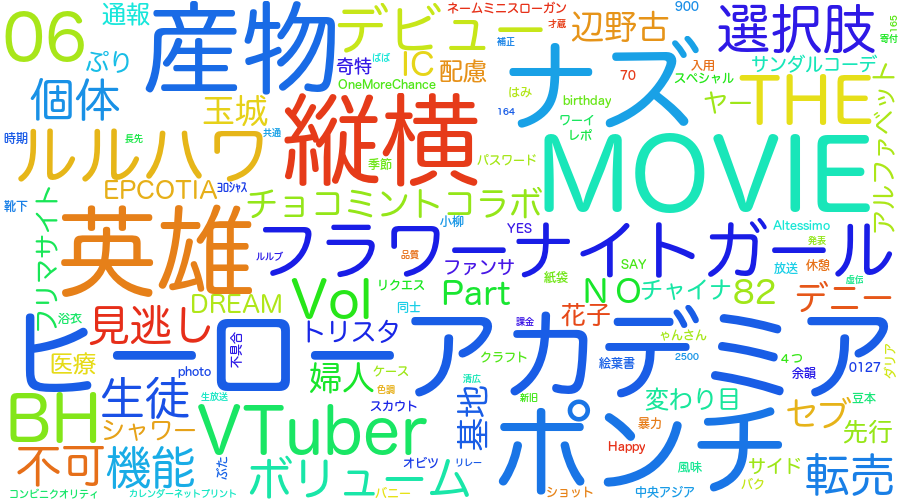 06
通報
産物
デビュー
ネームミニスローガン
才蔵
900
辺野古
選択肢
165
寄付
ぷり
奇特
ぱぱ
IC
配慮
補正
入用
70
スペシャル
サンダルコーデ
個体
玉城
OneMoreChance
はみ
164
birthday
ナズ
ヤー
THE
アルファベット
時期
ルルハワ
長先
共通
縦横
季節
パスワード
ワーイ
レポ
MOVIE
EPCOTIA
ﾖﾛｼｬｽ
チョコミントコラボ
靴下
フリマサイト
英雄
小柳
YES
Altessimo
発表
フラワーナイトガール
ルルブ
品質
ファンサ
紙袋
SAY
放送
休憩
虚伝
DREAM
Vol
リクエス
同士
Part
NO
チャイナ
82
デニー
浴衣
見逃し
不具合
トリスタ
課金
花子
ゃんさん
2500
ヒーローアカデミア
医療
photo
婦人
ケース
色調
クラフト
絵葉書
4つ
余韻
0127
ダリア
清広
新旧
生放送
BH
生徒
シャワー
VTuber
スカウト
基地
ポンチ
変わり目
暴力
セブ
豆本
先行
不可
機能
ぶた
ボリューム
オビツ
リレー
Happy
風味
サイド
転売
コンビニクオリティ
カレンダーネットプリント
バニー
ショット
中央アジア
パク